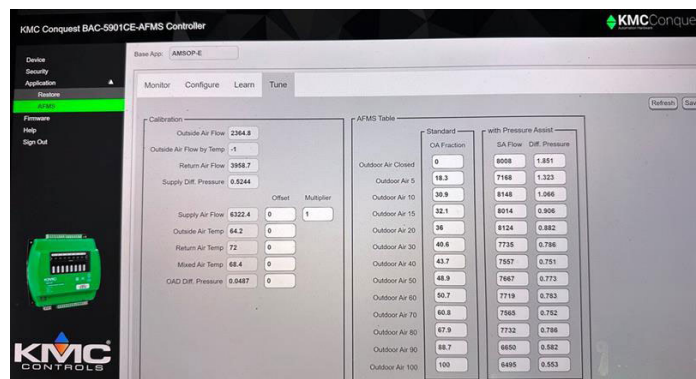 KMC Conquest BAC-5901CE-AFMS Controller
KMCConque
Base App: AMSOP-E
Device
Security
Application
Restore
AFMS
Firmware
Help
Sign Out
Monitor Configure Learn Tune
Refresh Sav
Calibration
Outside Air Flow 2364.8
Outside Air Flow by Temp -1
Return Air Flow 3958.7
Supply Diff. Pressure 0.5244
Offset Multiplier
Supply Air Flow 6322.4 0 1
Outside Air Temp 64.2 0
Return Air Temp 72 0
Mixed Air Temp 68.4 0
OAD Diff. Pressure 0.0487 0
AFMS Table
Standard with Pressure Assist
OA Fraction SA Flow Diff. Pressure
Outdoor Air Closed 0 8008 1.851
Outdoor Air 5 18.3 7168 1.323
Outdoor Air 10 30.9 8148 1.066
Outdoor Air 15 32.1 8014 0.906
Outdoor Air 20 36 8124 0.882
Outdoor Air 30 40.6 7735 0.786
Outdoor Air 40 43.7 7557 0.751
Outdoor Air 50 48.9 7667 0.773
Outdoor Air 60 50.7 7719 0.783
Outdoor Air 70 60.8 7565 0.752
Outdoor Air 80 67.9 7732 0.786
Outdoor Air 90 88.7 6650 0.582
Outdoor Air 100 100 6495 0.553
KMC
CONTROLS